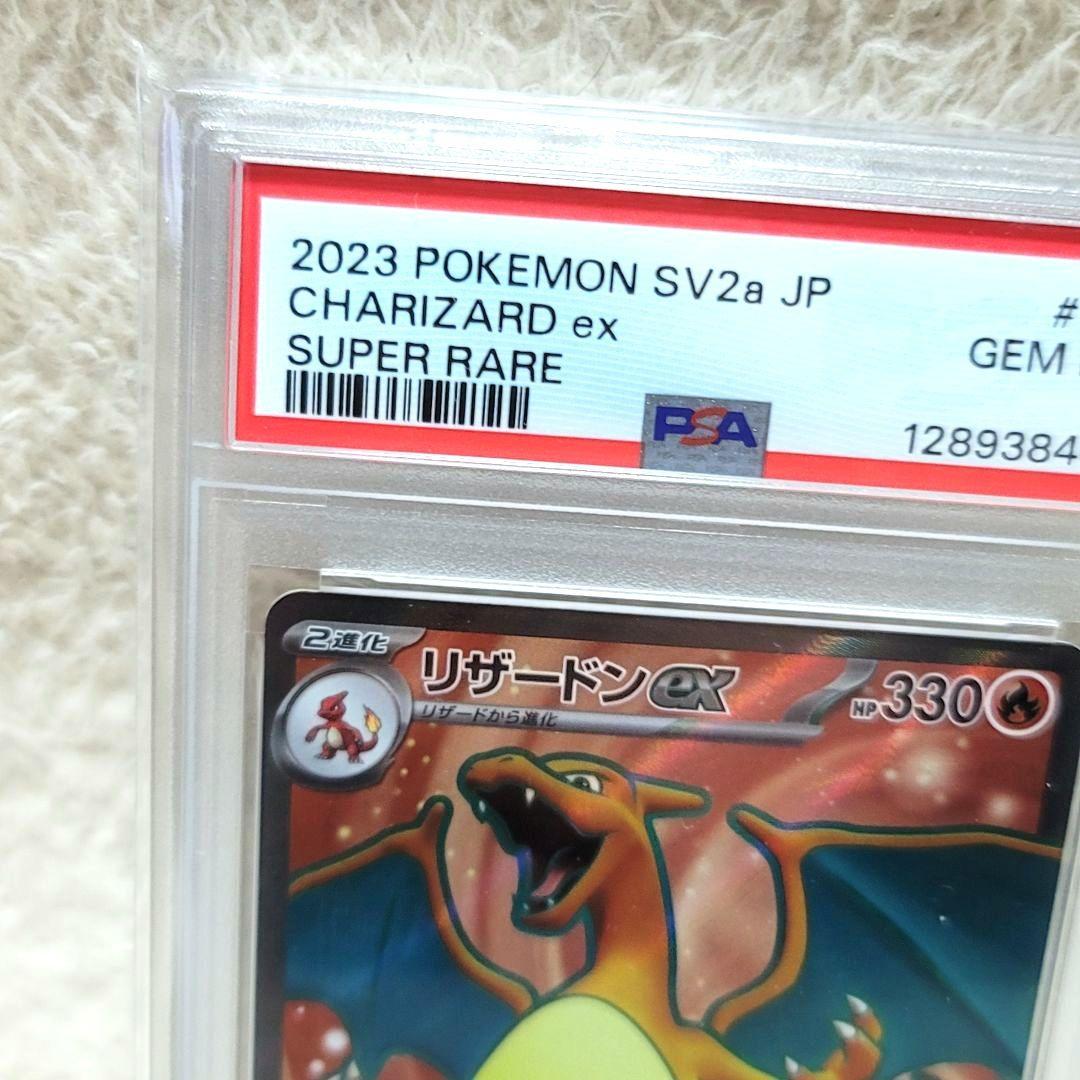 2023 POKEMON SV2a JP
#
CHARIZARD ex
GEM
SUPER RARE
PSA
1289384
2進化
リザードンex
HP330
リザードから進化